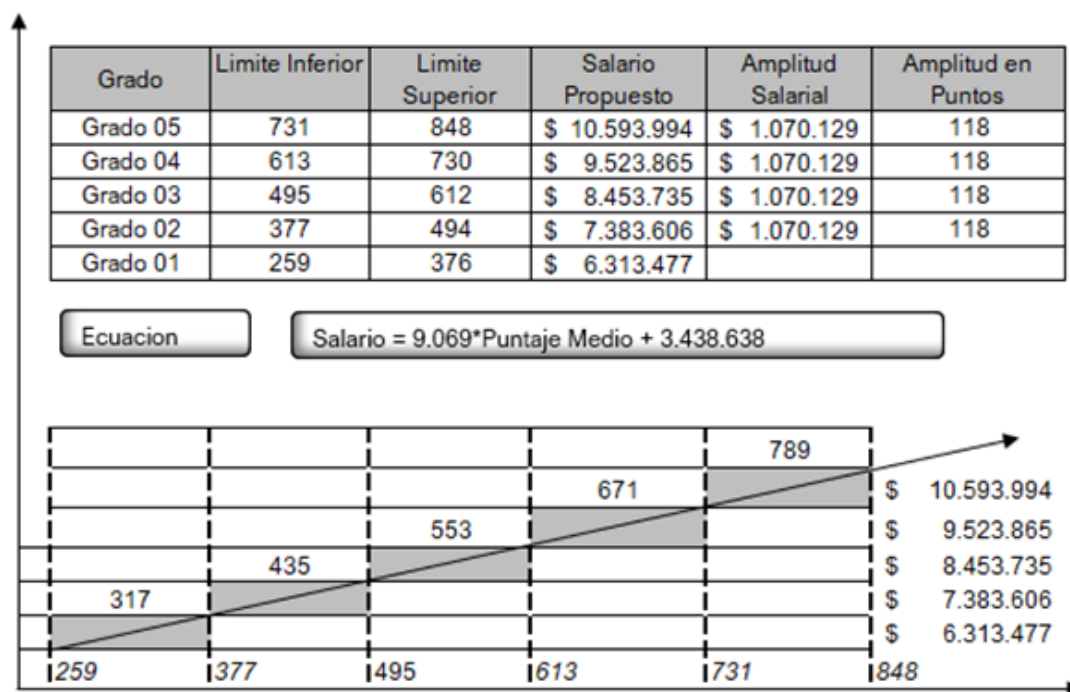 Grado Limite Inferior Limite Superior Salario Propuesto Amplitud Salarial Amplitud en Puntos
Grado 05 731 848 $ 10.593.994 $ 1.070.129 118
Grado 04 613 730 $ 9.523.865 $ 1.070.129 118
Grado 03 495 612 $ 8.453.735 $ 1.070.129 118
Grado 02 377 494 $ 7.383.606 $ 1.070.129 118
Grado 01 259 376 $ 6.313.477
Ecuacion Salario = 9.069*Puntaje Medio + 3.438.638
789
671 $ 10.593.994
553 $ 9.523.865
435 $ 8.453.735
317 $ 7.383.606
$ 6.313.477
259 377 495 613 731 848